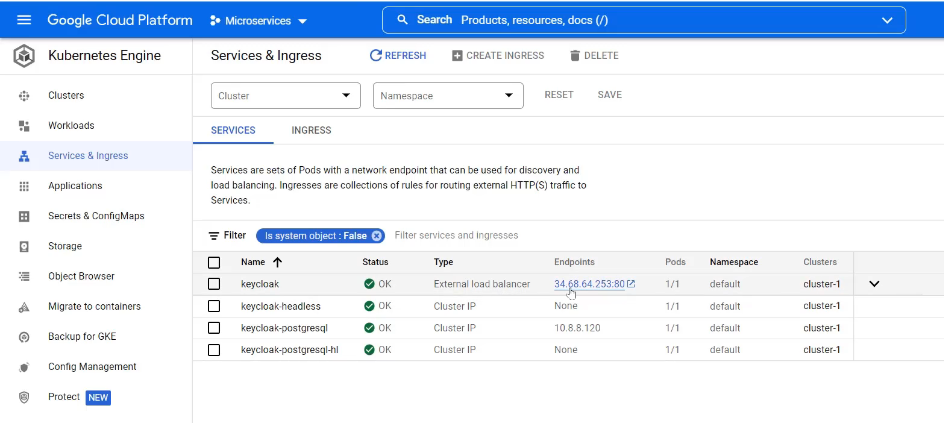 Google Cloud Platform
Microservices
Search Products, resources, docs (/)
Kubernetes Engine
Clusters
Workloads
Services & Ingress
Applications
Secrets & ConfigMaps
Storage
Object Browser
Migrate to containers
Backup for GKE
Config Management
Protect NEW
Services & Ingress
REFRESH
CREATE INGRESS
DELETE
Cluster
Namespace
RESET
SAVE
SERVICES
INGRESS
Services are sets of Pods with a network endpoint that can be used for discovery and
load balancing. Ingresses are collections of rules for routing external HTTP(S) traffic to
Services.
Filter Is system object : False Filter services and ingresses
Name Status Type Endpoints Pods Namespace Clusters
keycloak OK External load balancer 34.68.64.253:80 1/1 default cluster-1
keycloak-headless OK Cluster IP None 1/1 default cluster-1
keycloak-postgresql OK Cluster IP 10.8.8.120 1/1 default cluster-1
keycloak-postgresql-hl OK Cluster IP None 1/1 default cluster-1